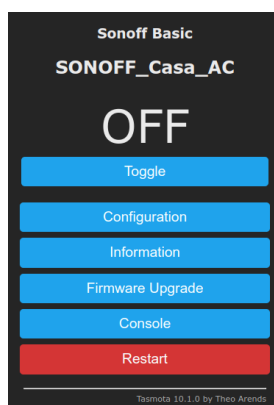 Sonoff Basic
SONOFF_Casa_AC
OFF
Toggle
Configuration
Information
Firmware Upgrade
Console
Restart
Tasmota 10.1.0 by Theo Arends